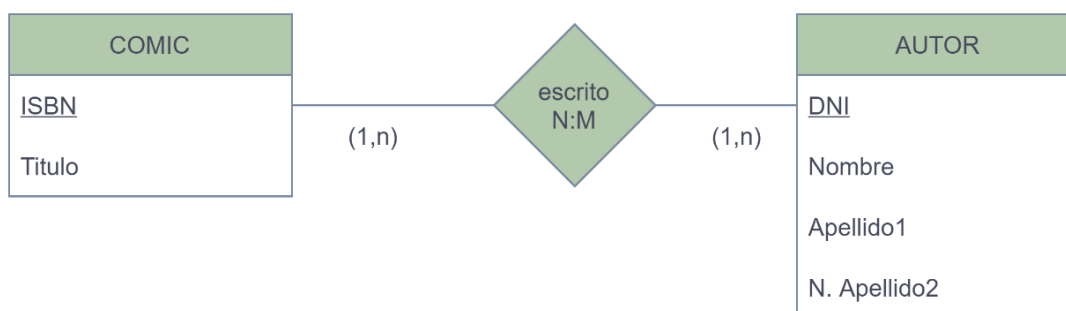 COMIC
ISBN
Titulo
(1,n)
escrito
N:M
(1,n)
AUTOR
DNI
Nombre
Apellido1
N. Apellido2